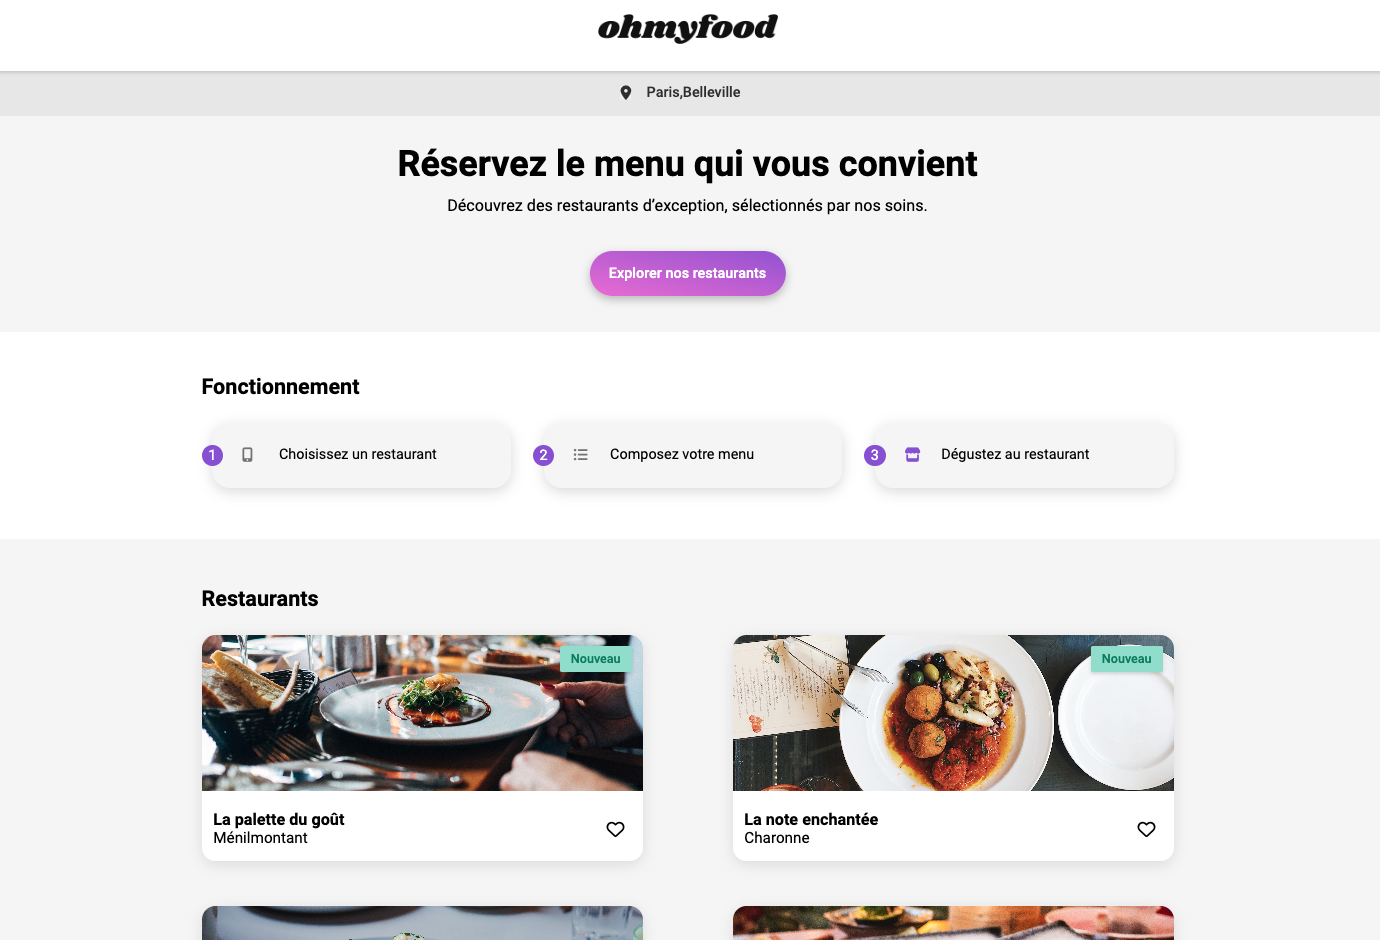 ohmyfood
Paris,Belleville
Réservez le menu qui vous convient
Découvrez des restaurants d’exception, sélectionnés par nos soins.
Explorer nos restaurants
Fonctionnement
1 Choisissez un restaurant
2 Composez votre menu
3 Dégustez au restaurant
Restaurants
Nouveau
Nouveau
La palette du goût
Ménilmontant
La note enchantée
Charonne